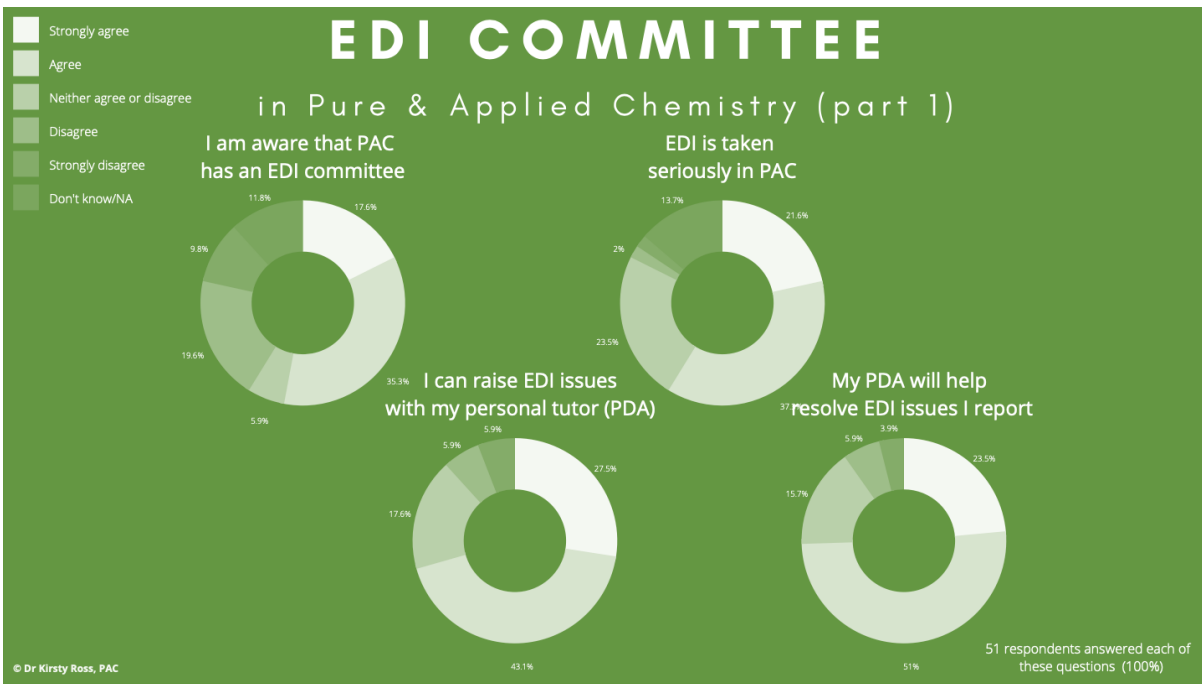 EDI COMMITTEE
in Pure & Applied Chemistry (part 1)
Strongly agree
Agree
Neither agree or disagree
Disagree
Strongly disagree
Don't know/NA
I am aware that PAC
has an EDI committee
11.8%
17.6%
9.8%
19.6%
35.3%
5.9%
EDI is taken
seriously in PAC
13.7%
21.6%
2%
23.5%
I can raise EDI issues
with my personal tutor (PDA)
5.9%
5.9%
27.5%
17.6%
43.1%
My PDA will help
resolve EDI issues I report
3.9%
5.9%
23.5%
15.7%
51%
51 respondents answered each of
these questions (100%)
© Dr Kirsty Ross, PAC